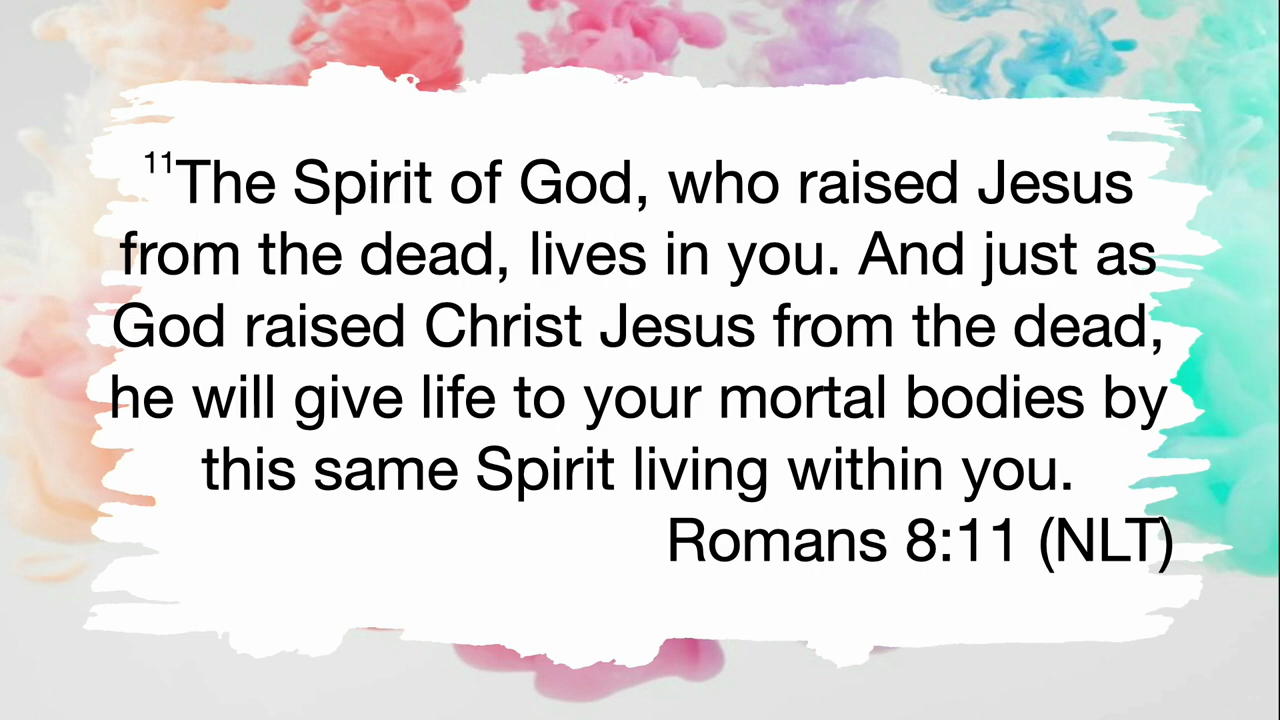 ¹¹The Spirit of God, who raised Jesus
from the dead, lives in you. And just as
God raised Christ Jesus from the dead,
he will give life to your mortal bodies by
this same Spirit living within you.
Romans 8:11 (NLT)